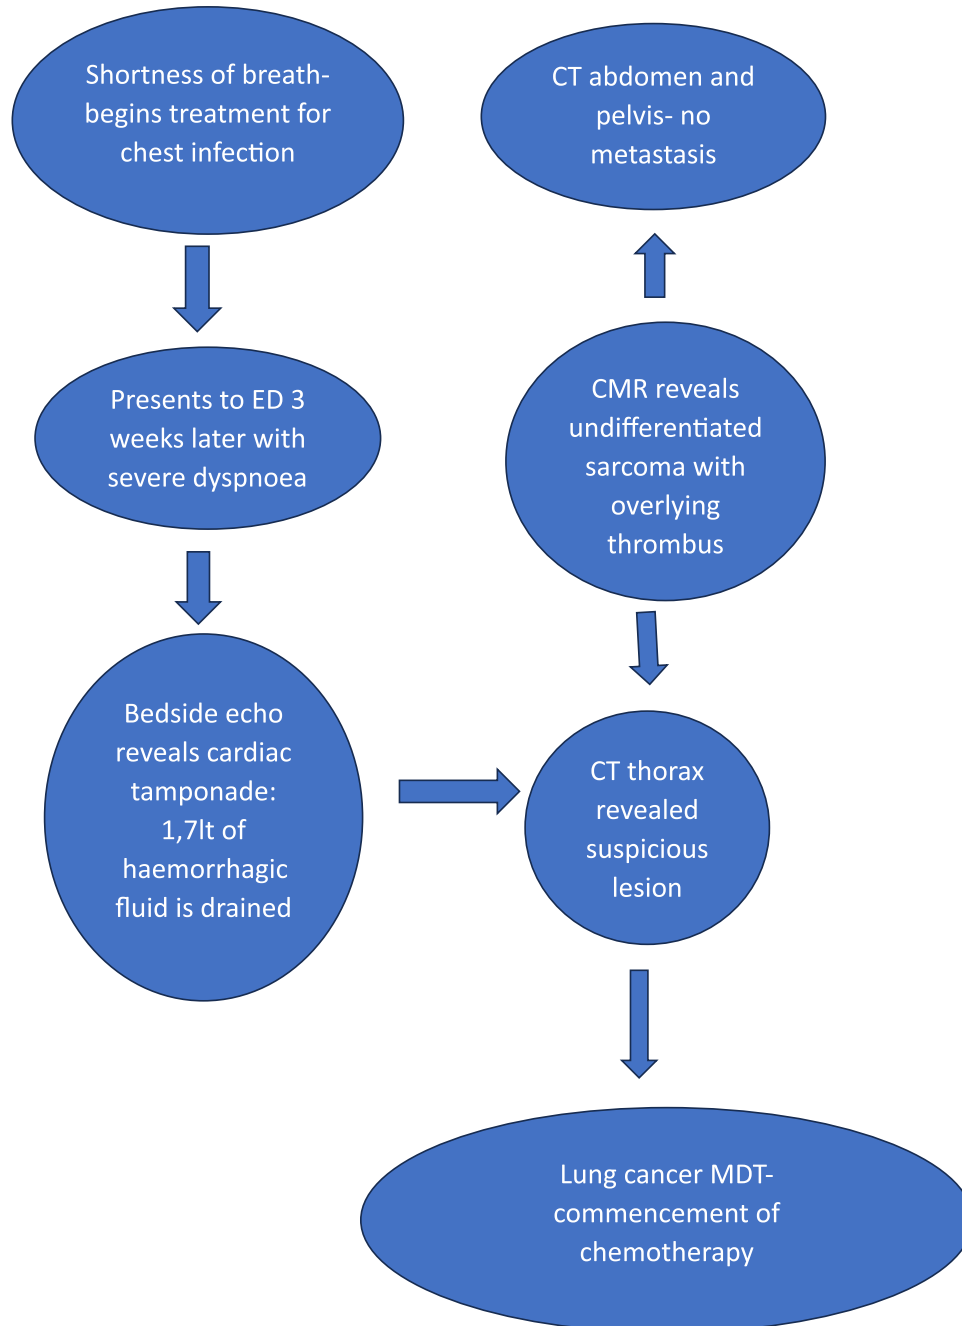 Shortness of breath-
begins treatment for
chest infection
Presents to ED 3
weeks later with
severe dyspnoea
Bedside echo
reveals cardiac
tamponade:
1,7lt of
haemorrhagic
fluid is drained
CT abdomen and
pelvis- no
metastasis
CMR reveals
undifferentiated
sarcoma with
overlying
thrombus
CT thorax
revealed
suspicious
lesion
Lung cancer MDT-
commencement of
chemotherapy